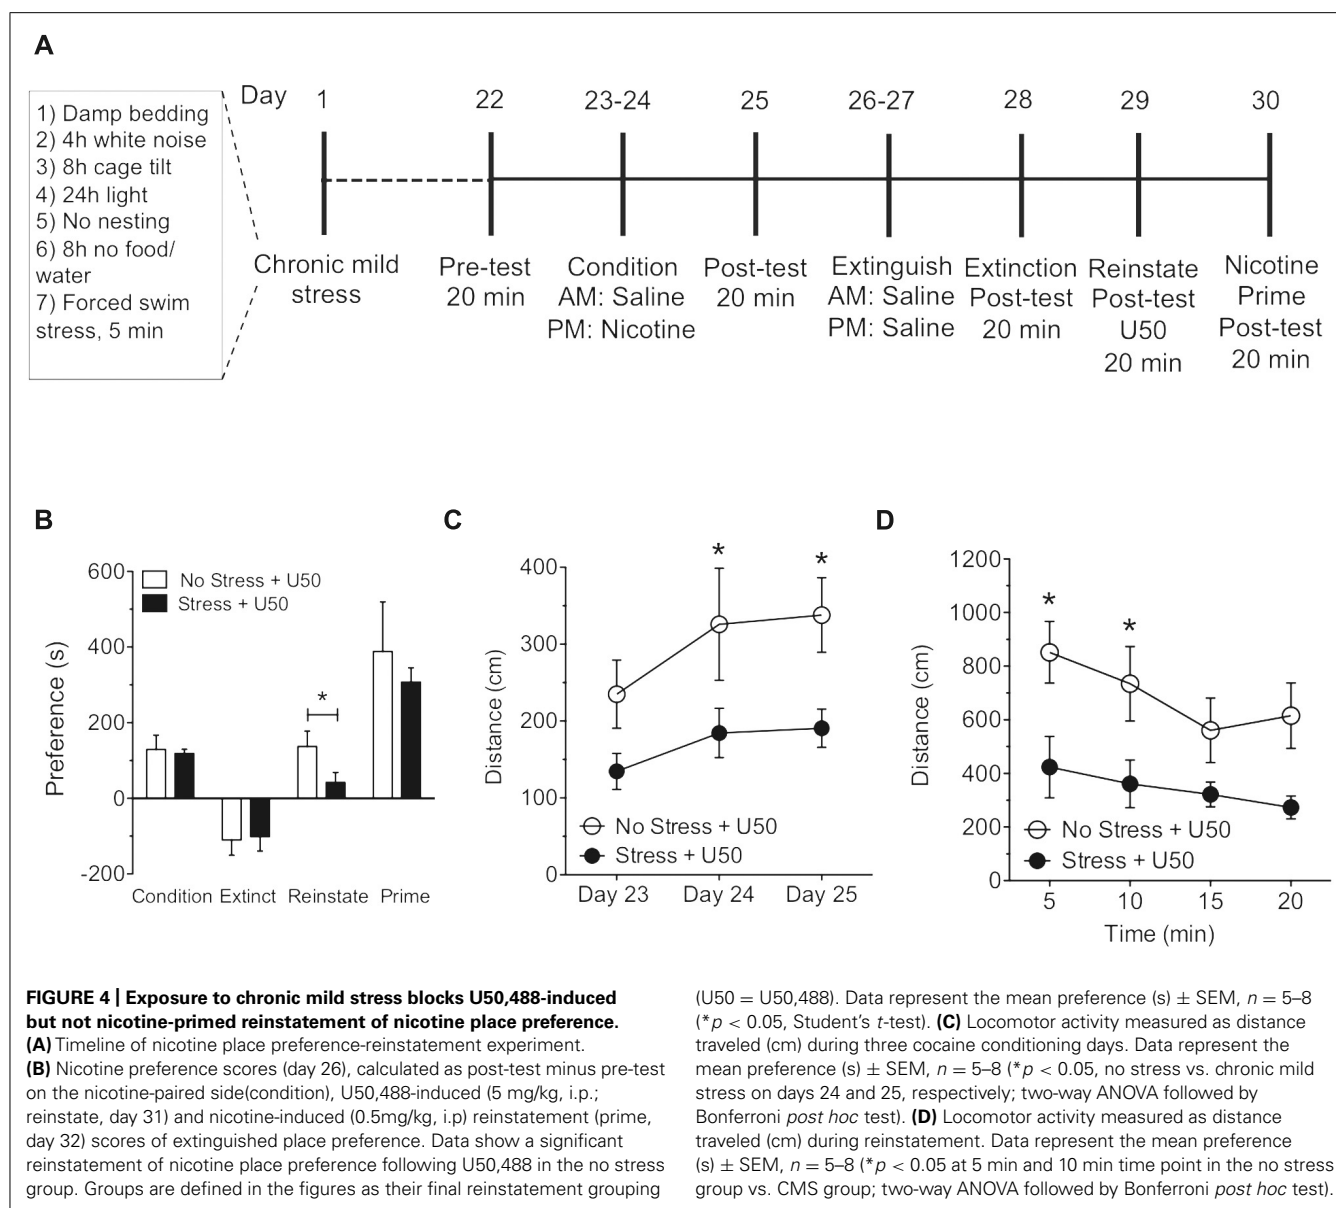 A
Day 1 22 23-24 25 26-27 28 29 30
1) Damp bedding
2) 4h white noise
3) 8h cage tilt
4) 24h light
5) No nesting
6) 8h no food/
water
7) Forced swim
stress, 5 min
Chronic mild
stress
Pre-test
20 min
Condition
AM: Saline
PM: Nicotine
Post-test
20 min
Extinguish
AM: Saline
PM: Saline
Extinction
Post-test
20 min
Reinstate
Post-test
U50
20 min
Nicotine
Prime
Post-test
20 min
B
Preference (s)
600
400
200
0
-200
No Stress + U50
Stress + U50
*
Condition Extinct Reinstate Prime
C
Distance (cm)
400
300
200
100
0
* *
No Stress + U50
Stress + U50
Day 23 Day 24 Day 25
D
Distance (cm)
1200
1000
800
600
400
200
0
* *
No Stress + U50
Stress + U50
5 10 15 20
Time (min)
FIGURE 4 | Exposure to chronic mild stress blocks U50,488-induced
but not nicotine-primed reinstatement of nicotine place preference.
(A) Timeline of nicotine place preference-reinstatement experiment.
(B) Nicotine preference scores (day 26), calculated as post-test minus pre-test
on the nicotine-paired side(condition), U50,488-induced (5 mg/kg, i.p.;
reinstate, day 31) and nicotine-induced (0.5mg/kg, i.p) reinstatement (prime,
day 32) scores of extinguished place preference. Data show a significant
reinstatement of nicotine place preference following U50,488 in the no stress
group. Groups are defined in the figures as their final reinstatement grouping
(U50 = U50,488). Data represent the mean preference (s) ± SEM, n = 5–8
(*p < 0.05, Student's t-test). (C) Locomotor activity measured as distance
traveled (cm) during three cocaine conditioning days. Data represent the
mean preference (s) ± SEM, n = 5–8 (*p < 0.05, no stress vs. chronic mild
stress on days 24 and 25, respectively; two-way ANOVA followed by
Bonferroni post hoc test). (D) Locomotor activity measured as distance
traveled (cm) during reinstatement. Data represent the mean preference
(s) ± SEM, n = 5–8 (*p < 0.05 at 5 min and 10 min time point in the no stress
group vs. CMS group; two-way ANOVA followed by Bonferroni post hoc test).